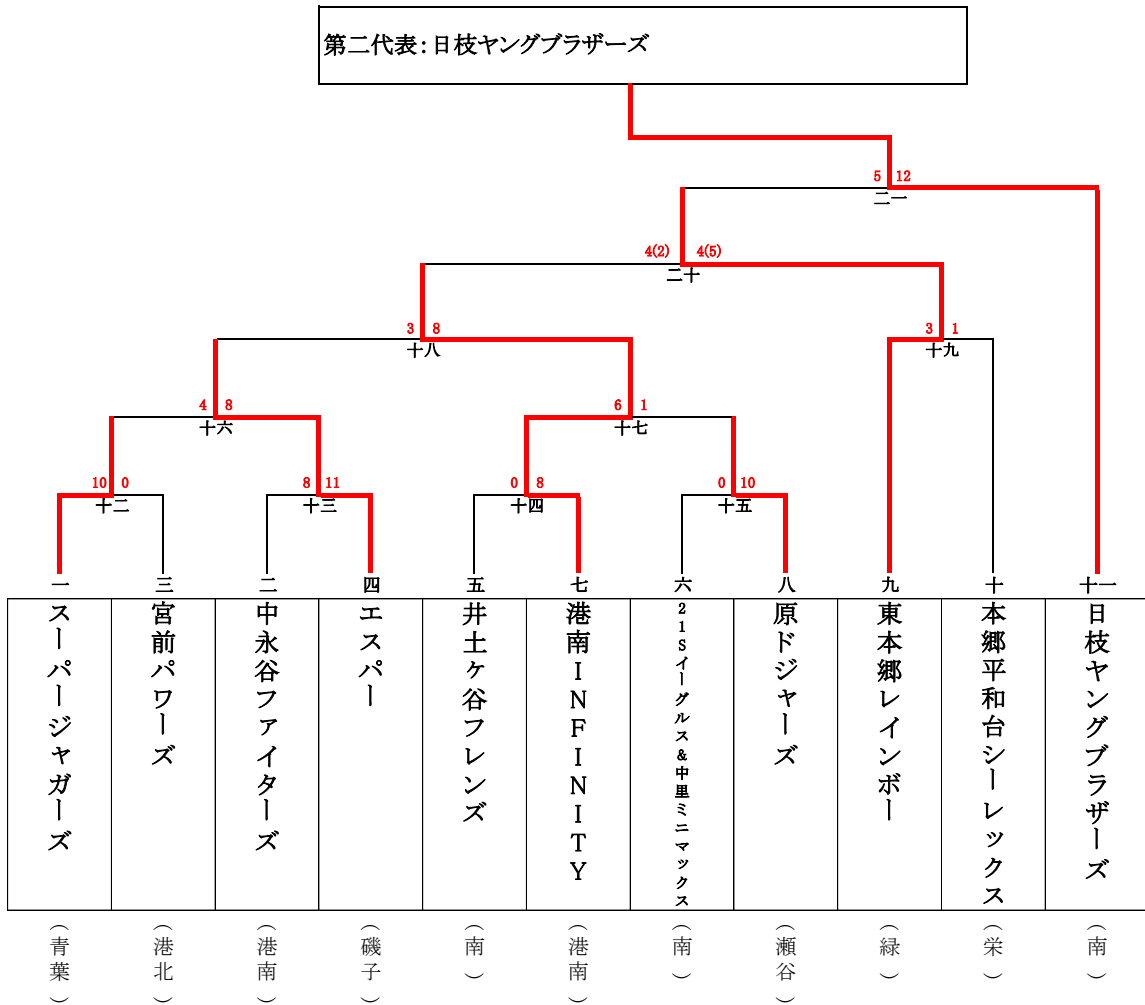 第二代表：日枝ヤングブラザーズ
5 12
二一
4(2) 4(5)
二十
3 8
十八
3 1
十九
4 8
十六
6 1
十七
10 0
十二
8 11
十三
0 8
十四
0 10
十五
一
三
二
四
五
七
六
八
九
十
十一
スーパージャガーズ
宮前パワーズ
中永谷ファイターズ
エスパー
井土ケ谷フレンズ
港南INFINITY
21Sイーグルス&中里ミニマックス
原ドジャーズ
東本郷レインボー
本郷平和台シーレックス
日枝ヤングブラザーズ
（青葉）
（港北）
（港南）
（磯子）
（南）
（港南）
（南）
（瀬谷）
（緑）
（栄）
（南）